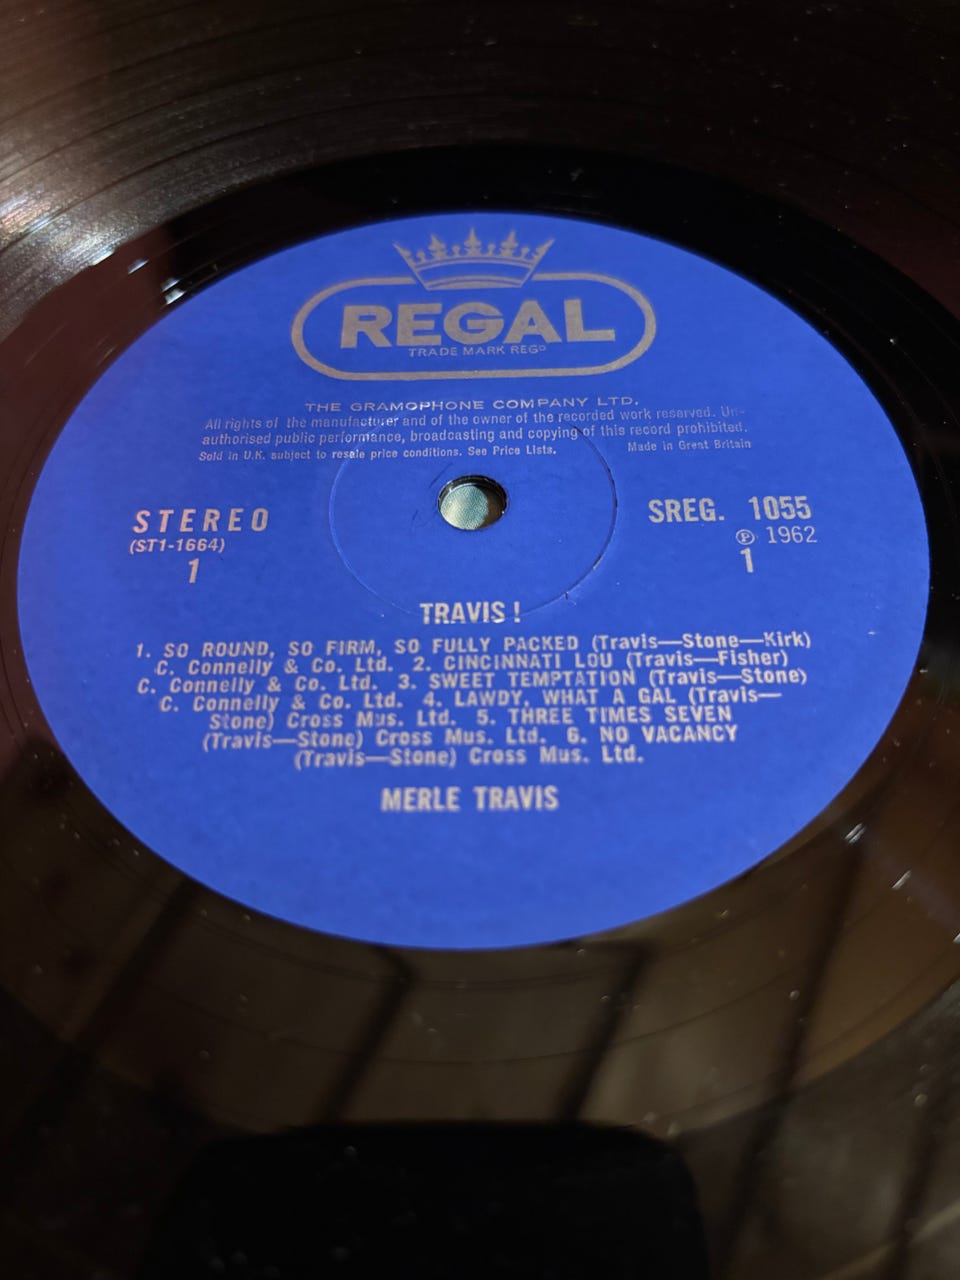 REGAL
TRADE MARK REGD
THE GRAMOPHONE COMPANY LTD.
All rights of the manufacturer and of the owner of the recorded work reserved. Un-
authorised public performance, broadcasting and copying of this record prohibited.
Sold in U.K. subject to resale price conditions. See Price Lists. Made in Great Britain
STEREO
(ST1-1664)
1
SREG. 1055
℗ 1962
1
TRAVIS !
1. SO ROUND, SO FIRM, SO FULLY PACKED (Travis—Stone—Kirk)
C. Connelly & Co. Ltd. 2. CINCINNATI LOU (Travis—Fisher)
C. Connelly & Co. Ltd. 3. SWEET TEMPTATION (Travis—Stone)
C. Connelly & Co. Ltd. 4. LAWDY, WHAT A GAL (Travis—
Stone) Cross Mus. Ltd. 5. THREE TIMES SEVEN
(Travis—Stone) Cross Mus. Ltd. 6. NO VACANCY
(Travis—Stone) Cross Mus. Ltd.
MERLE TRAVIS